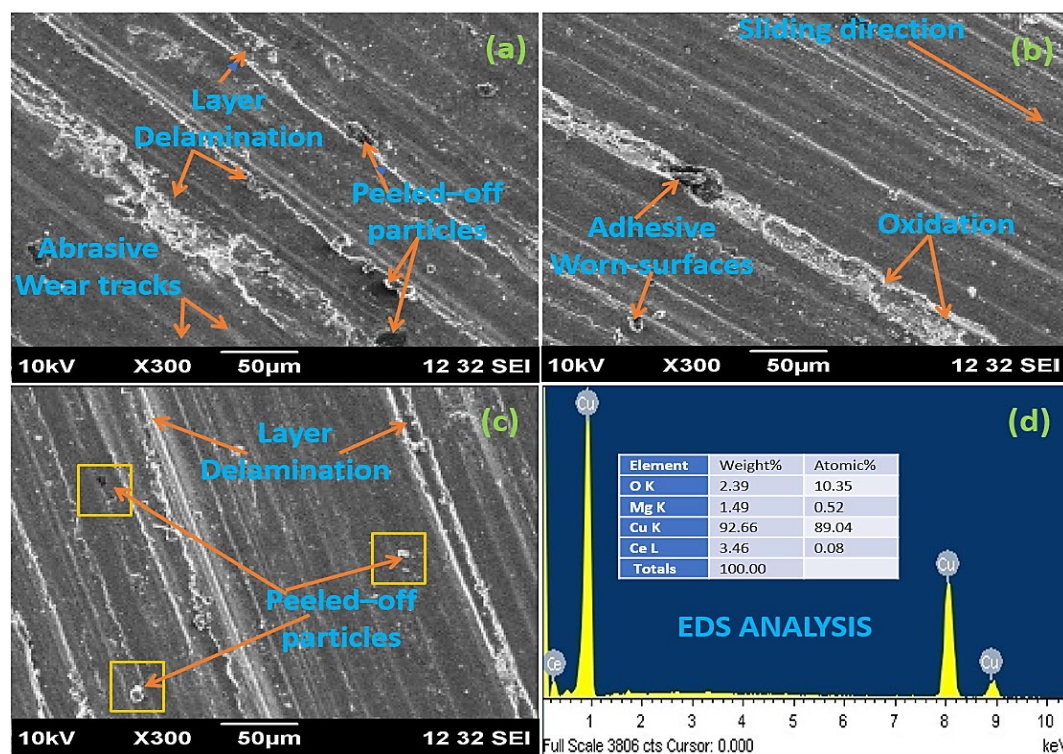 (a)
Layer
Delamination
Peeled–off
particles
Abrasive
Wear tracks
10kV X300 50µm 12 32 SEI
Sliding direction
(b)
Adhesive
Worn-surfaces
Oxidation
10kV X300 50µm 12 32 SEI
(c)
Layer
Delamination
Peeled–off
particles
10kV X300 50µm 12 32 SEI
(d)
Cu
Element Weight% Atomic%
O K 2.39 10.35
Mg K 1.49 0.52
Cu K 92.66 89.04
Ce L 3.46 0.08
Totals 100.00
Cu
EDS ANALYSIS
Ce
Cu
1 2 3 4 5 6 7 8 9 10
Full Scale 3806 cts Cursor: 0.000 keV